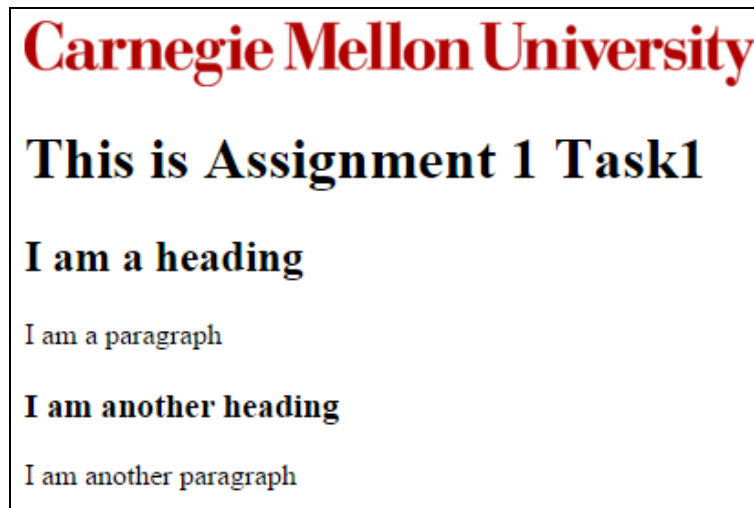 Carnegie Mellon University
This is Assignment 1 Task1
I am a heading
I am a paragraph
I am another heading
I am another paragraph